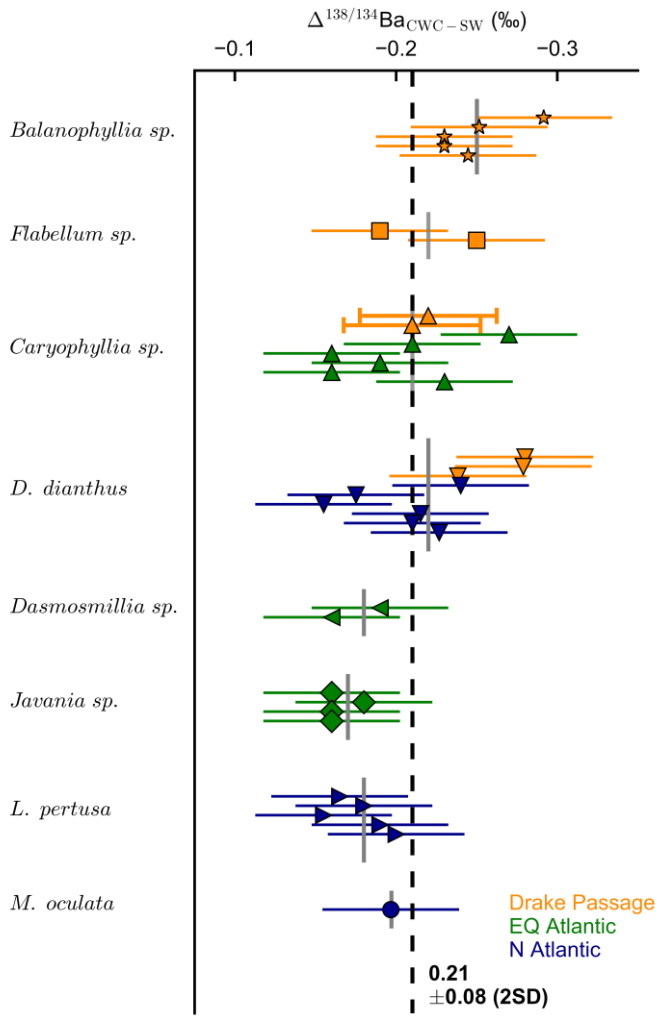 Δ¹³⁸/¹³⁴Ba_CWC–SW (‰)
−0.1 −0.2 −0.3
Balanophyllia sp.
Flabellum sp.
Caryophyllia sp.
D. dianthus
Dasmosmillia sp.
Javania sp.
L. pertusa
M. oculata
Drake Passage
EQ Atlantic
N Atlantic
0.21
±0.08 (2SD)